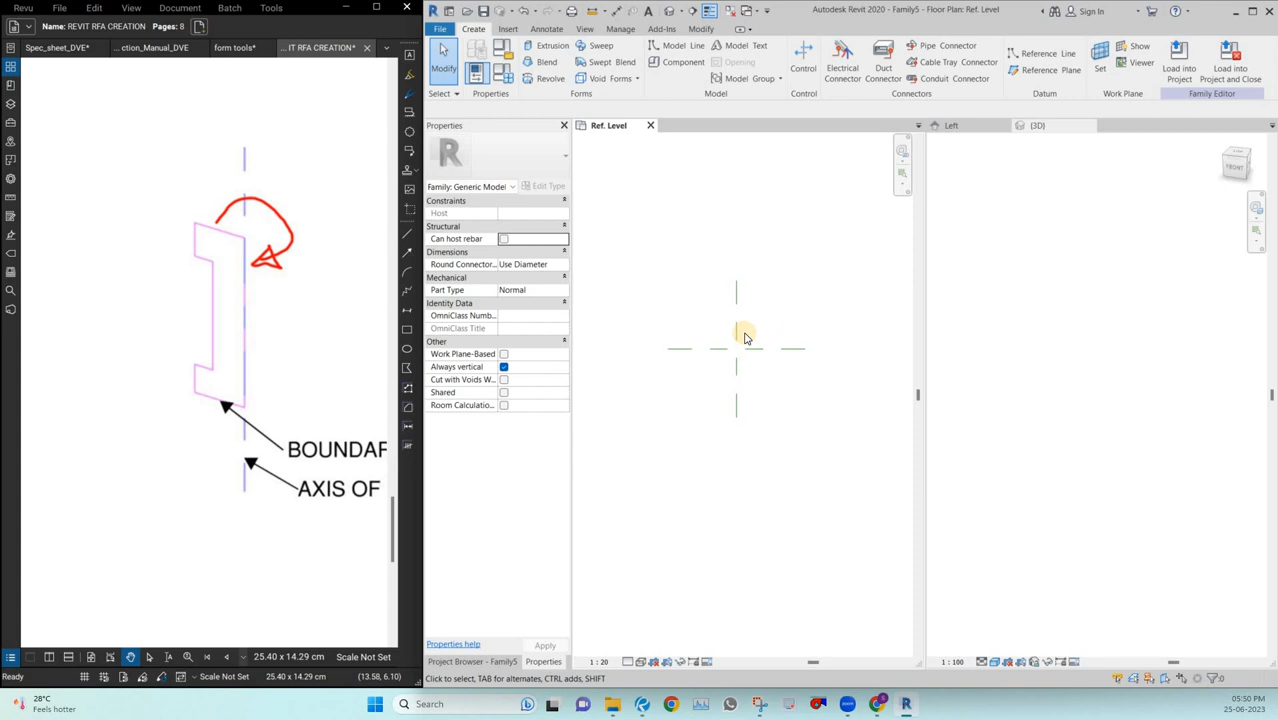 Revu File Edit View Batch Tools
Name: REVIT RFA CREATION Pages: 8
Spec_sheet_DVE* ...ction_Manual_DVE form tools* ... IT RFA CREATION*
BOUNDAR
AXIS OF
25.40 x 14.29 cm Scale Not Set
Ready Scale Not Set 25.40 x 14.29 cm (13.58, 6.10)
Autodesk Revit 2020 - Family5 - Floor Plan: Ref. Level
Sign In
File Create Insert Annotate View Manage Add-Ins Modify
Modify
Extrusion Sweep
Blend Swept Blend
Revolve Void Forms
Model Line Model Text
Component Opening
Model Group
Control
Electrical Connector
Duct Connector
Pipe Connector
Cable Tray Connector
Conduit Connector
Reference Line
Reference Plane
Set
Show
Viewer
Load into Project
Load into Project and Close
Select Properties Forms Model Control Connectors Datum Work Plane Family Editor
Properties
Ref. Level
Left
{3D}
FRONT
Family: Generic Model
Edit Type
Constraints
Host
Structural
Can host rebar
Dimensions
Round Connector... Use Diameter
Mechanical
Part Type Normal
Identity Data
OmniClass Numb...
OmniClass Title
Other
Work Plane-Based
Always vertical
Cut with Voids W...
Shared
Room Calculatio...
Properties help
Apply
Project Browser - Family5 Properties
1 : 20
1 : 100
Click to select, TAB for alternates, CTRL adds, SHIFT
:0
28°C
Feels hotter
Search
05:50 PM
25-06-2023